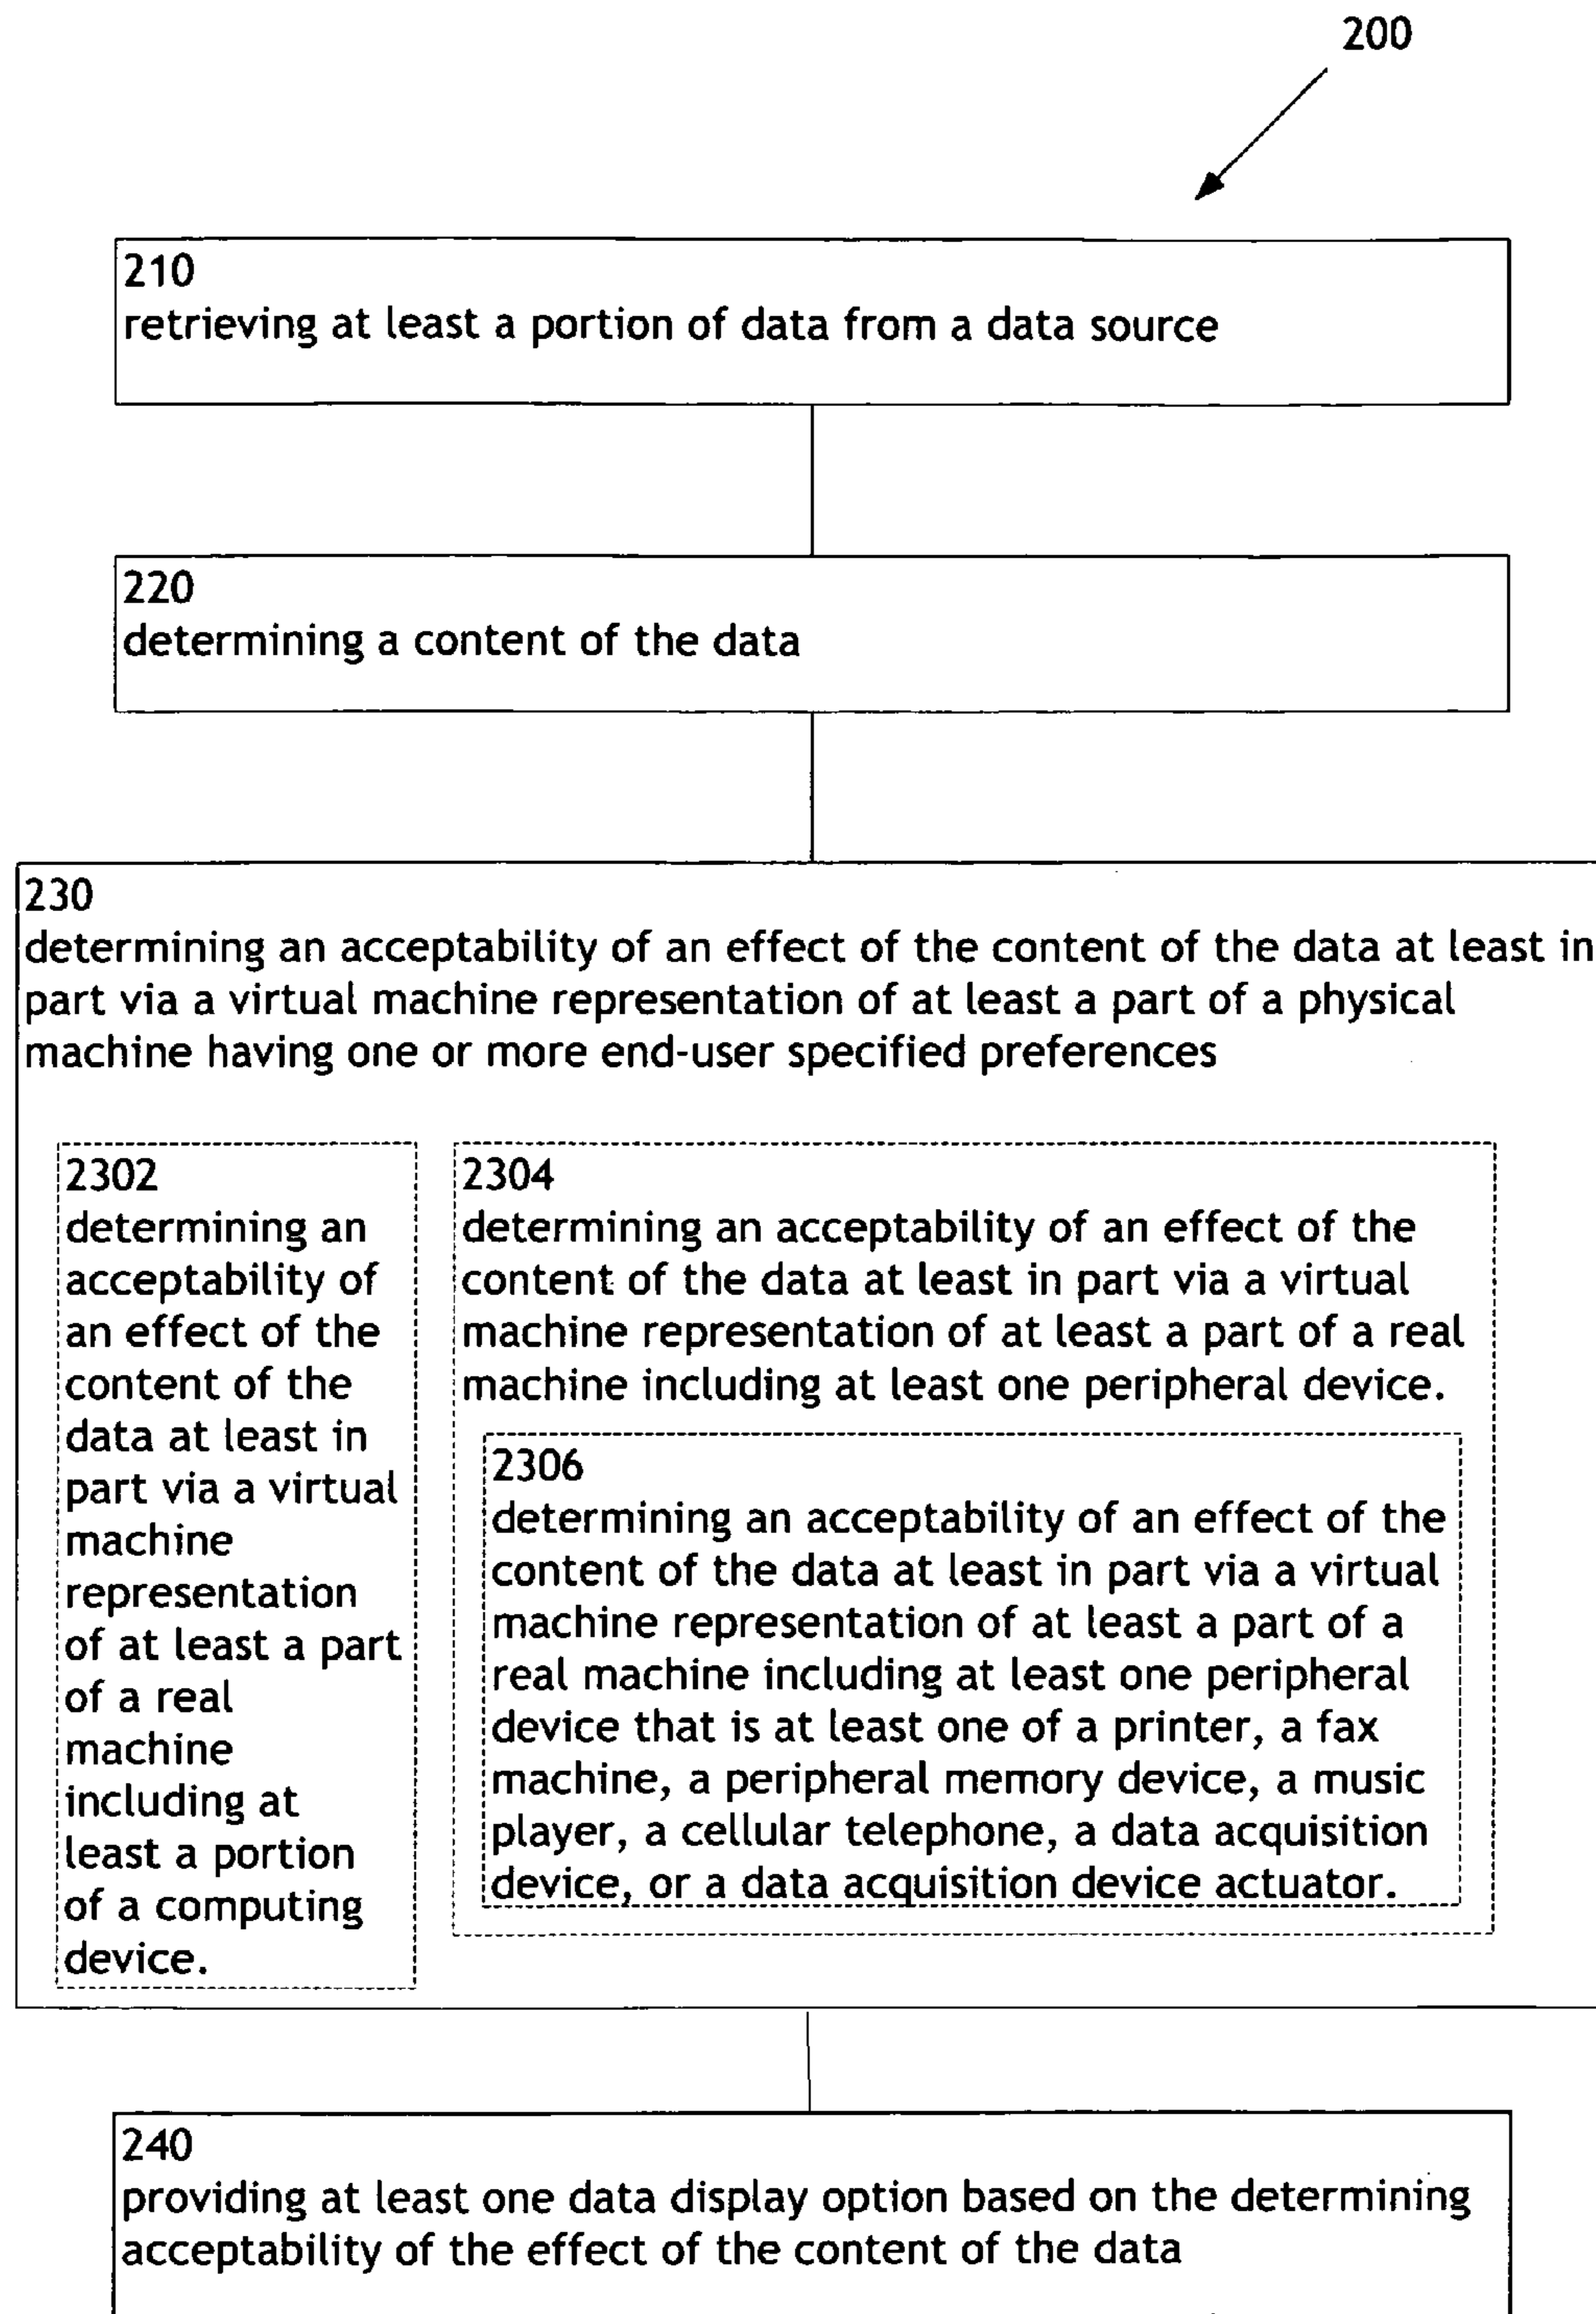 200
210
retrieving at least a portion of data from a data source
220
determining a content of the data
230
determining an acceptability of an effect of the content of the data at least in
part via a virtual machine representation of at least a part of a physical
machine having one or more end-user specified preferences
2302
determining an
acceptability of
an effect of the
content of the
data at least in
part via a virtual
machine
representation
of at least a part
of a real
machine
including at
least a portion
of a computing
device.
2304
determining an acceptability of an effect of the
content of the data at least in part via a virtual
machine representation of at least a part of a real
machine including at least one peripheral device.
2306
determining an acceptability of an effect of the
content of the data at least in part via a virtual
machine representation of at least a part of a
real machine including at least one peripheral
device that is at least one of a printer, a fax
machine, a peripheral memory device, a music
player, a cellular telephone, a data acquisition
device, or a data acquisition device actuator.
240
providing at least one data display option based on the determining
acceptability of the effect of the content of the data